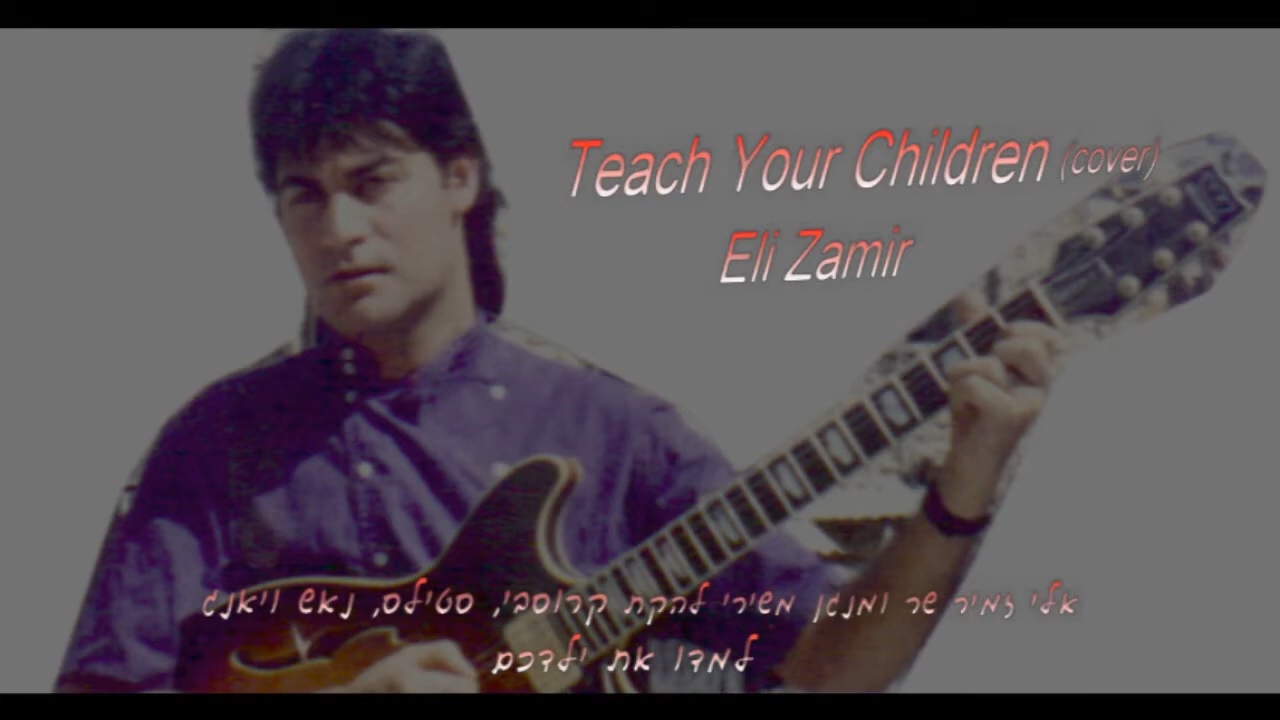 Teach Your Children (cover)
Eli Zamir
אלי זמיר שר ומנגן משירי להקת קרוסבי, סטילס, נאש ויאנג
למדו את ילדכם